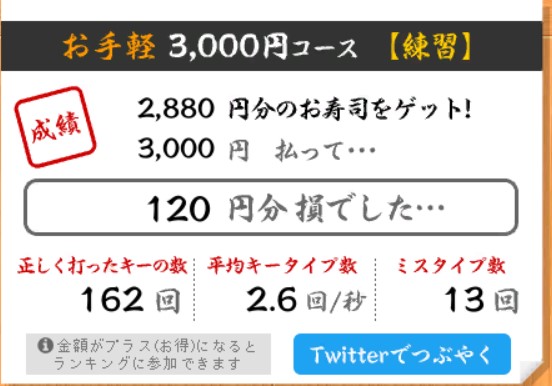 お手軽 3,000円コース 【練習】
成績
2,880 円分のお寿司をゲット!
3,000 円 払って…
120 円分 損でした…
正しく打ったキーの数 平均キータイプ数 ミスタイプ数
162 回 2.6 回/秒 13 回
金額がプラス(お得)になると
ランキングに参加できます
Twitterでつぶやく